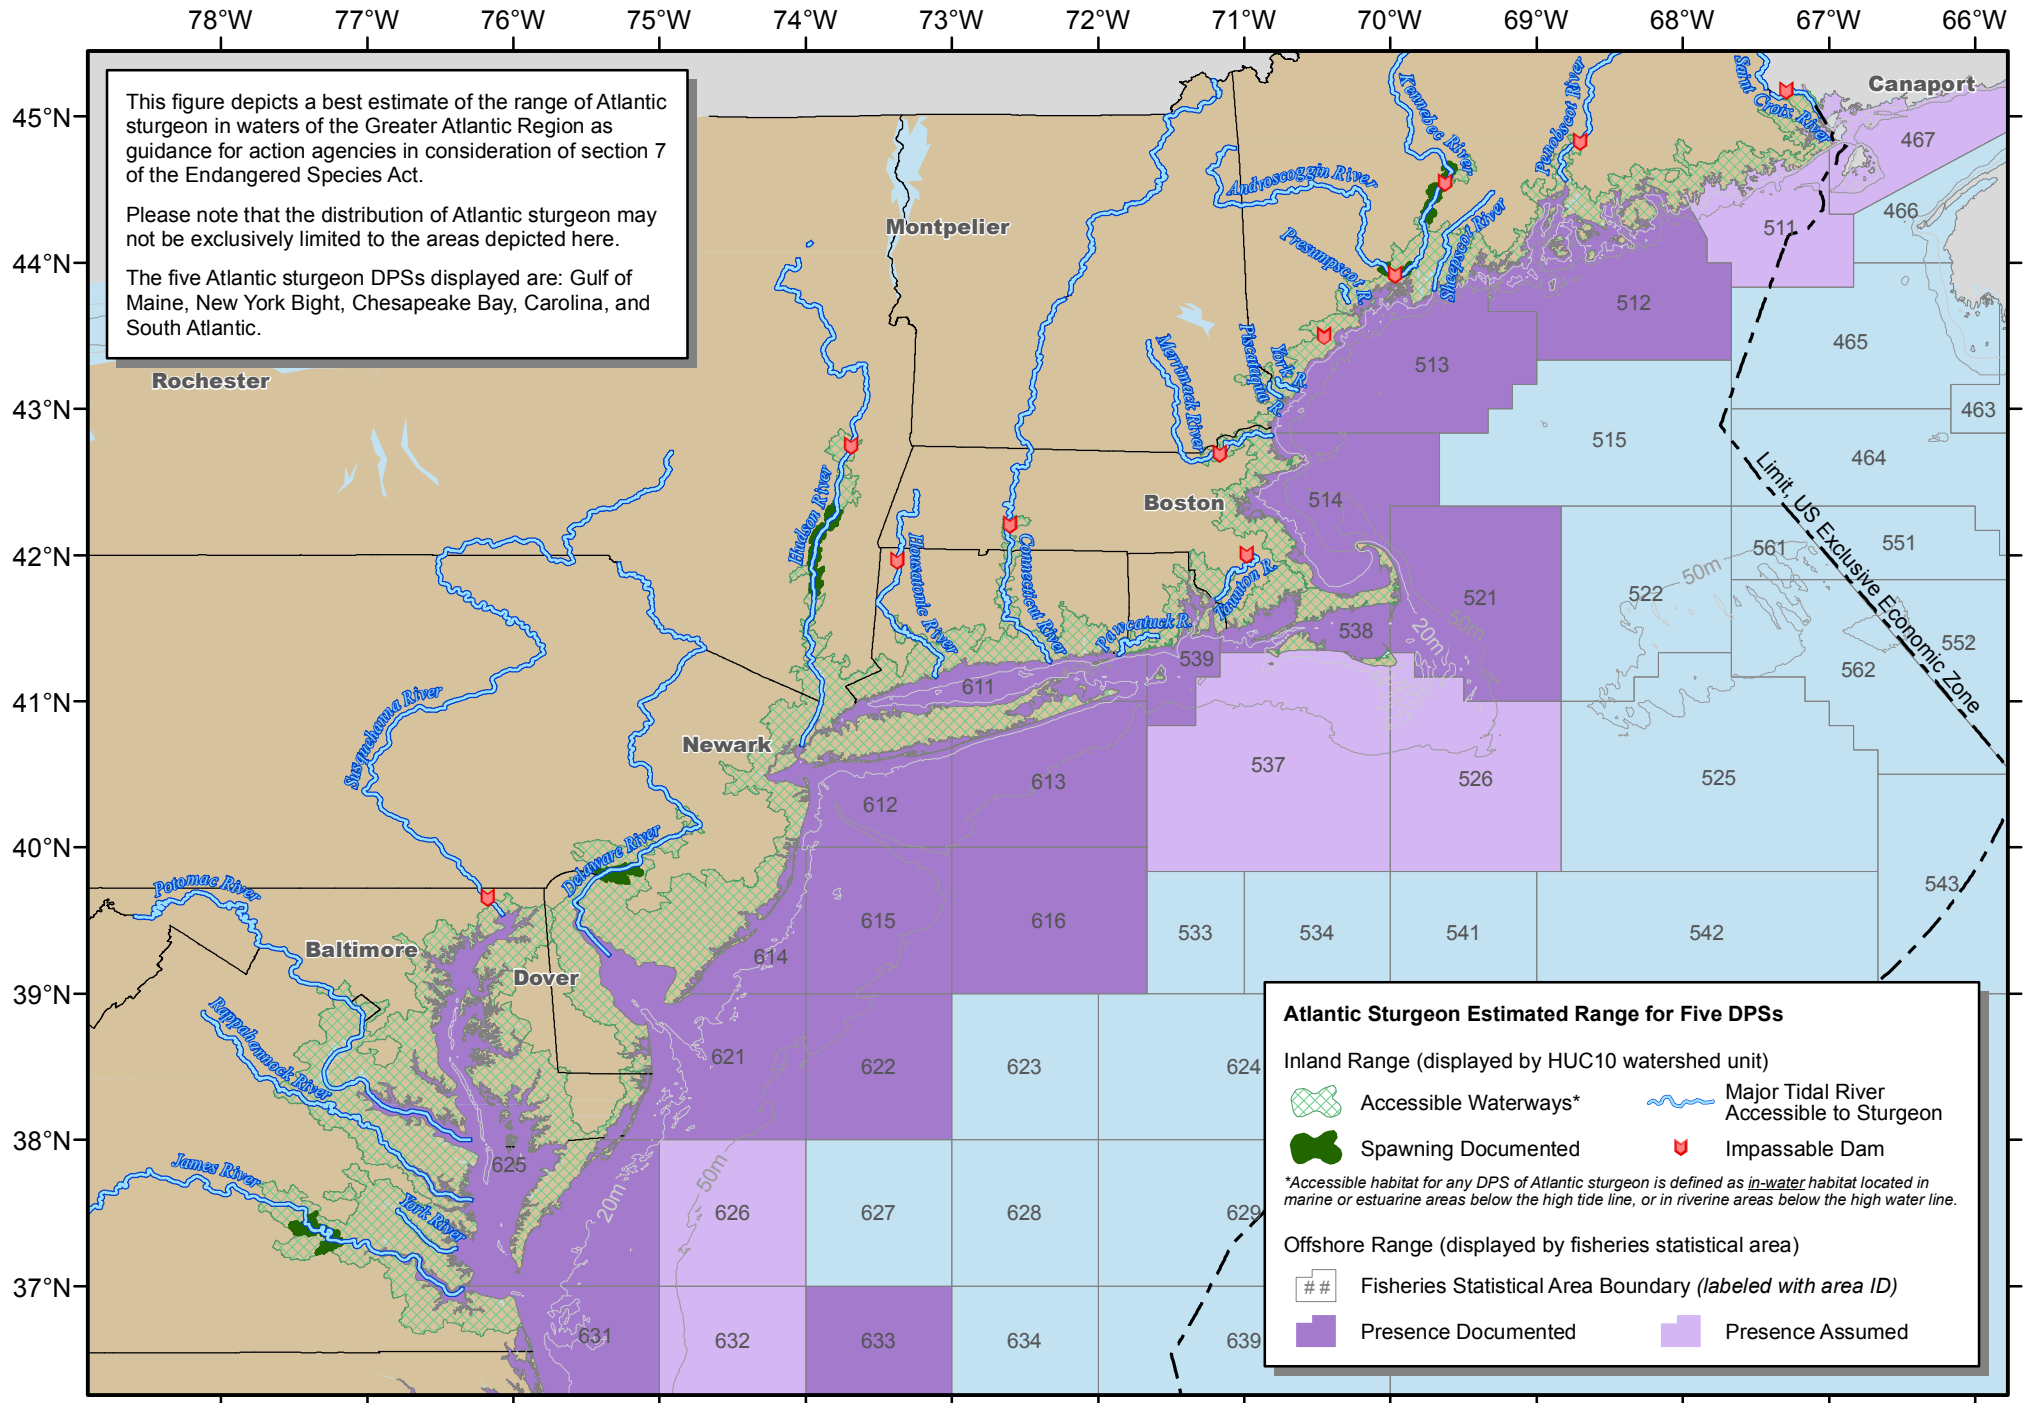 78°W 77°W 76°W 75°W 74°W 73°W 72°W 71°W 70°W 69°W 68°W 67°W 66°W
45°N
44°N
43°N
42°N
41°N
40°N
39°N
38°N
37°N
This figure depicts a best estimate of the range of Atlantic
sturgeon in waters of the Greater Atlantic Region as
guidance for action agencies in consideration of section 7
of the Endangered Species Act.
Please note that the distribution of Atlantic sturgeon may
not be exclusively limited to the areas depicted here.
The five Atlantic sturgeon DPSs displayed are: Gulf of
Maine, New York Bight, Chesapeake Bay, Carolina, and
South Atlantic.
Canaport
Saint Croix River
Penobscot River
Kennebec River
Androscoggin River
Sheepscot River
Presumpscot R.
Montpelier
Rochester
Piscataqua R.
York R.
Merrimack River
Boston
Hudson River
Housatonic River
Connecticut River
Pawcatuck R.
Taunton R.
Newark
Susquehanna River
Delaware River
Potomac River
Baltimore
Dover
Rappahannock River
James River
York River
467
466
511
512
465
513
463
515
464
514
561
551
522
521
538
552
562
539
611
537
526
525
613
612
543
615
616
533
534
541
542
614
621
622
623
624
625
626
627
628
629
631
632
633
634
639
50m
50m
20m
50m
20m
Limit, US Exclusive Economic Zone
Atlantic Sturgeon Estimated Range for Five DPSs
Inland Range (displayed by HUC10 watershed unit)
Accessible Waterways*
Major Tidal River
Accessible to Sturgeon
Spawning Documented
Impassable Dam
*Accessible habitat for any DPS of Atlantic sturgeon is defined as in-water habitat located in
marine or estuarine areas below the high tide line, or in riverine areas below the high water line.
Offshore Range (displayed by fisheries statistical area)
##
Fisheries Statistical Area Boundary (labeled with area ID)
Presence Documented
Presence Assumed